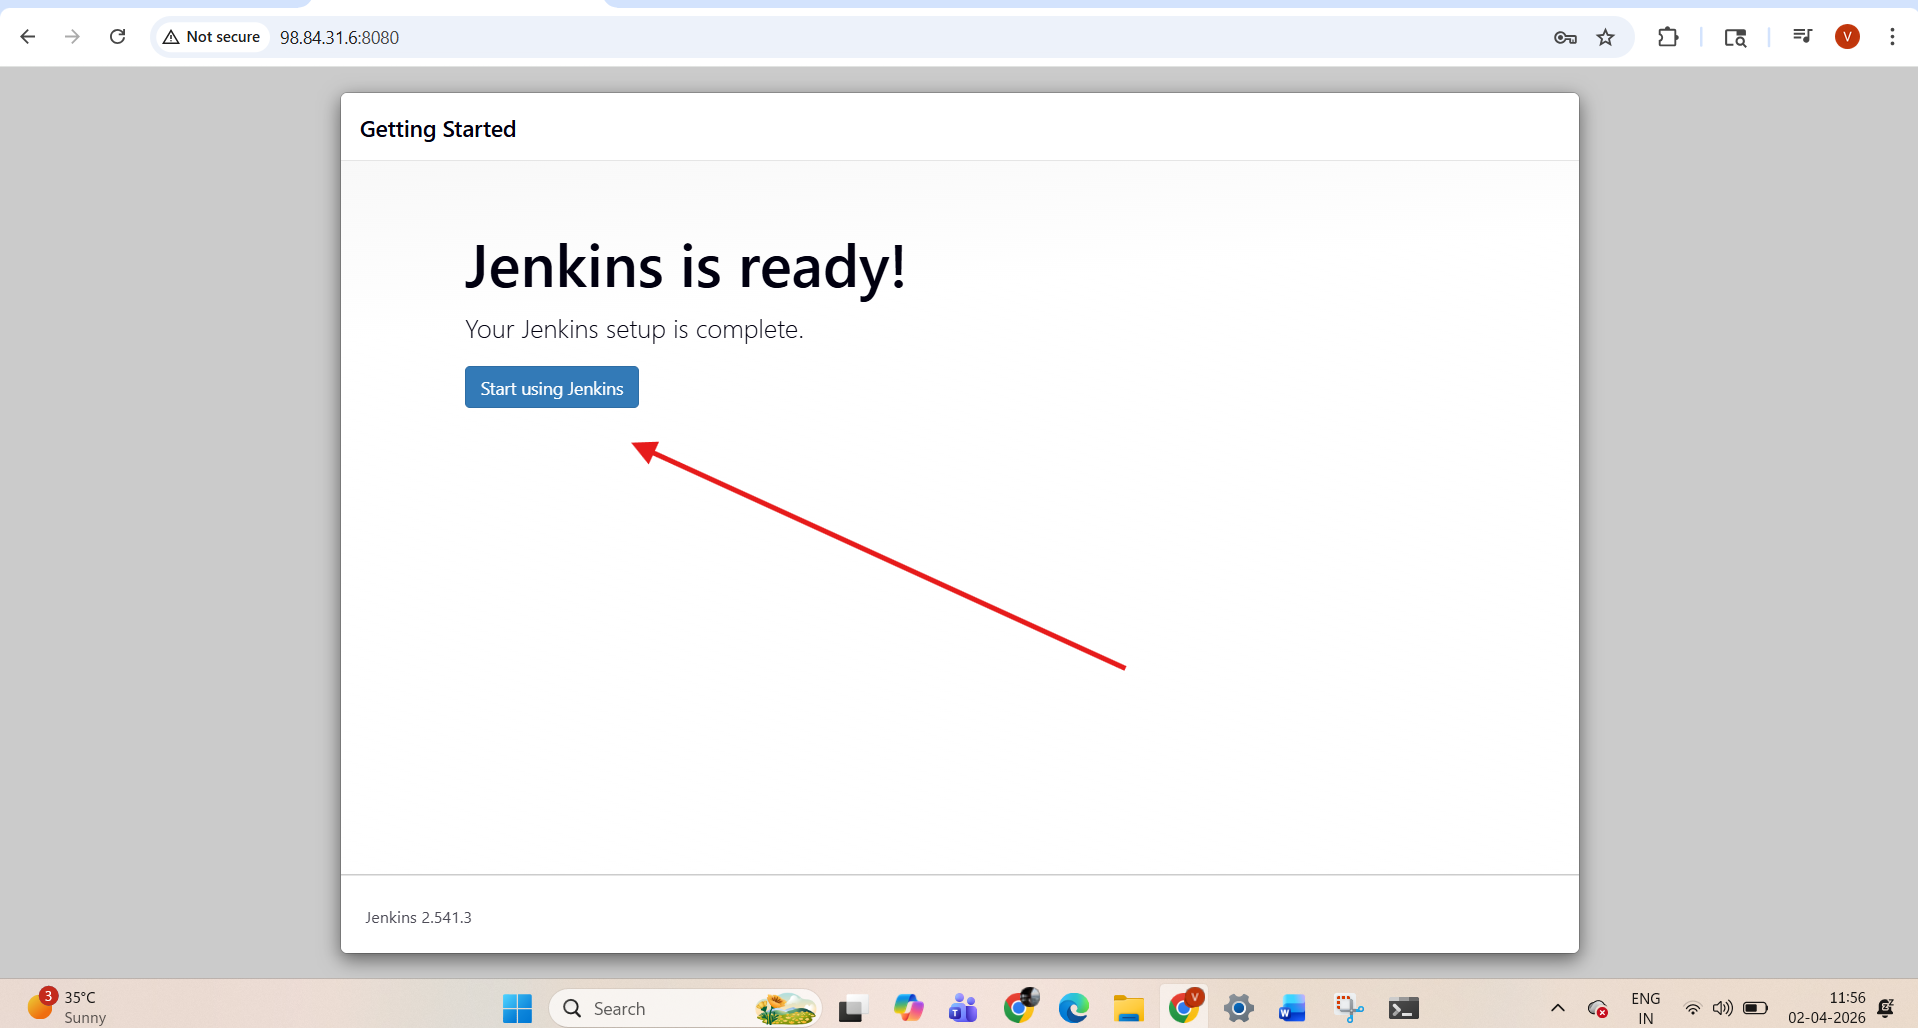 Not secure
98.84.31.6:8080
V
Getting Started
Jenkins is ready!
Your Jenkins setup is complete.
Start using Jenkins
Jenkins 2.541.3
3
35°C
Sunny
Search
T
V
W
ENG
IN
11:56
02-04-2026